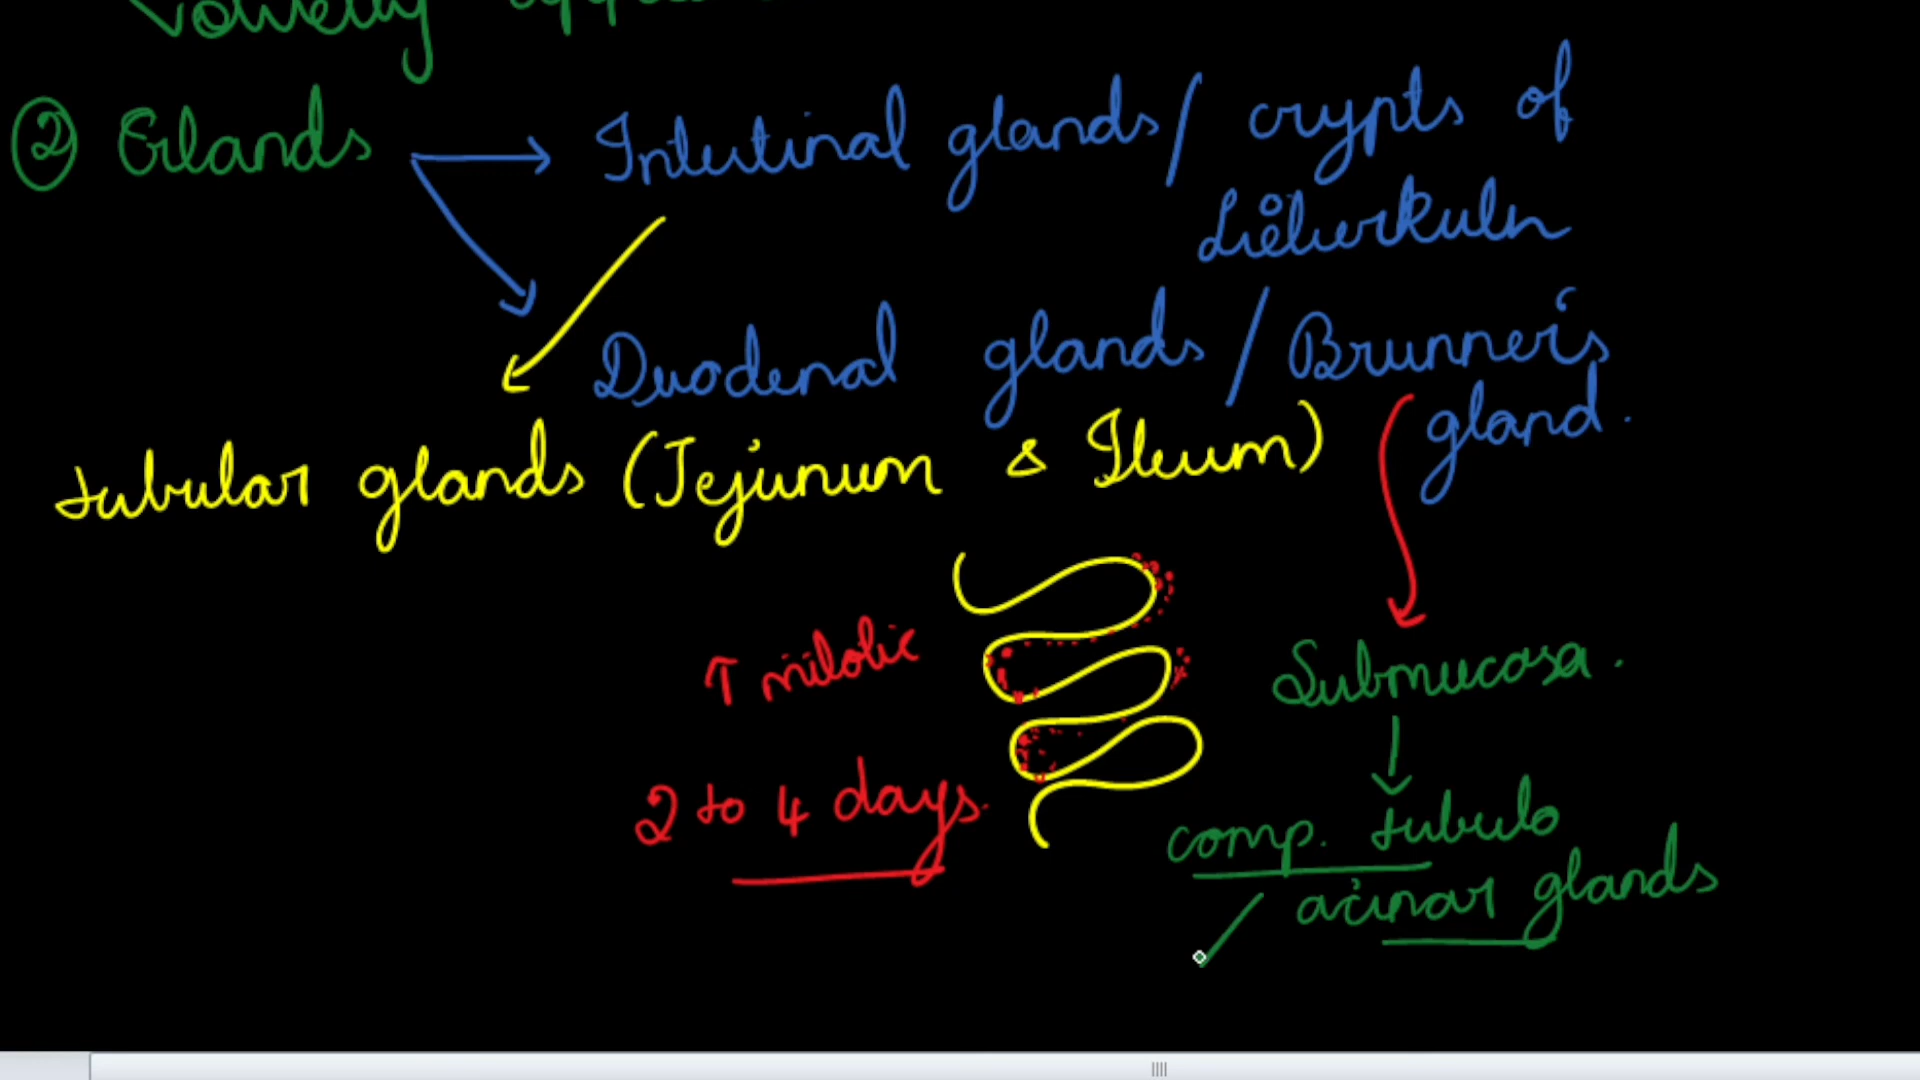 Velvety
② Glands → Intestinal glands / crypts of
Lieberkuhn
Duodenal glands / Brunner's
gland.
tubular glands (Jejunum & Ileum)
↑ mitotic
Submucosa.
2 to 4 days.
comp. tubulo
acinar glands